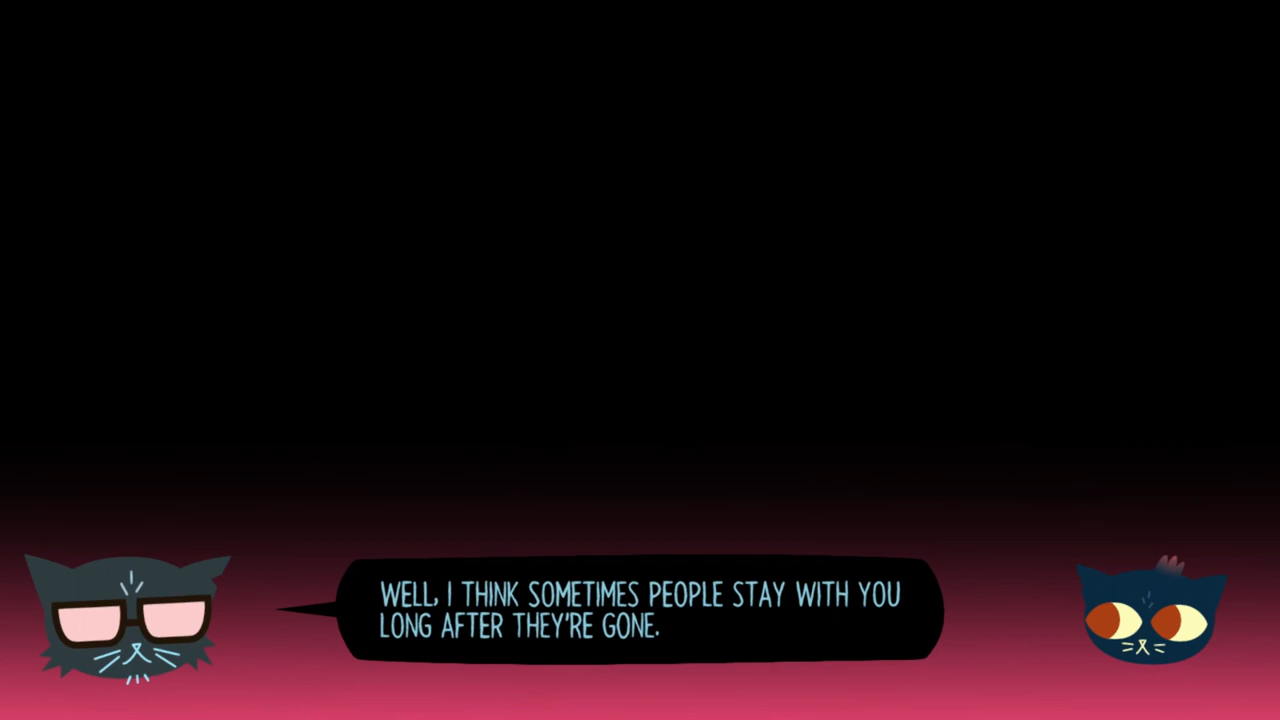 WELL, I THINK SOMETIMES PEOPLE STAY WITH YOU
LONG AFTER THEY'RE GONE.